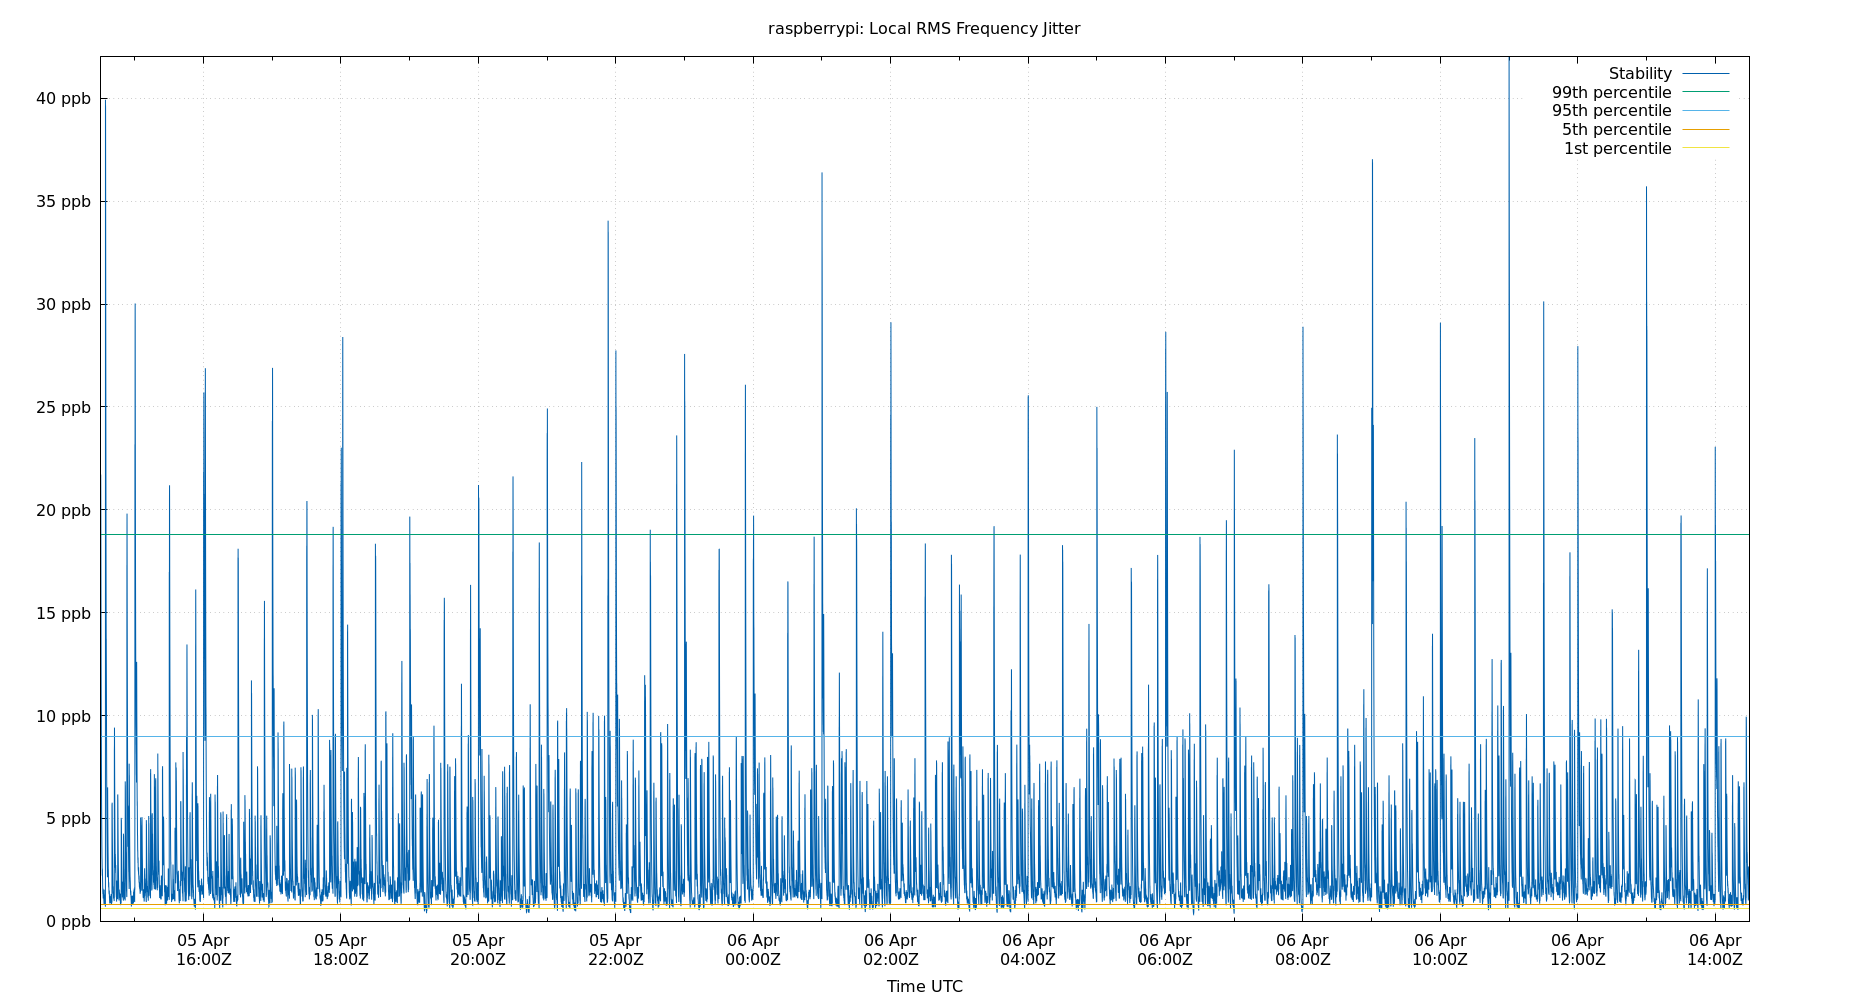 raspberrypi: Local RMS Frequency Jitter
Stability
99th percentile
95th percentile
5th percentile
1st percentile
40 ppb
35 ppb
30 ppb
25 ppb
20 ppb
15 ppb
10 ppb
5 ppb
0 ppb
05 Apr 05 Apr 05 Apr 05 Apr 06 Apr 06 Apr 06 Apr 06 Apr 06 Apr 06 Apr 06 Apr 06 Apr
16:00Z 18:00Z 20:00Z 22:00Z 00:00Z 02:00Z 04:00Z 06:00Z 08:00Z 10:00Z 12:00Z 14:00Z
Time UTC